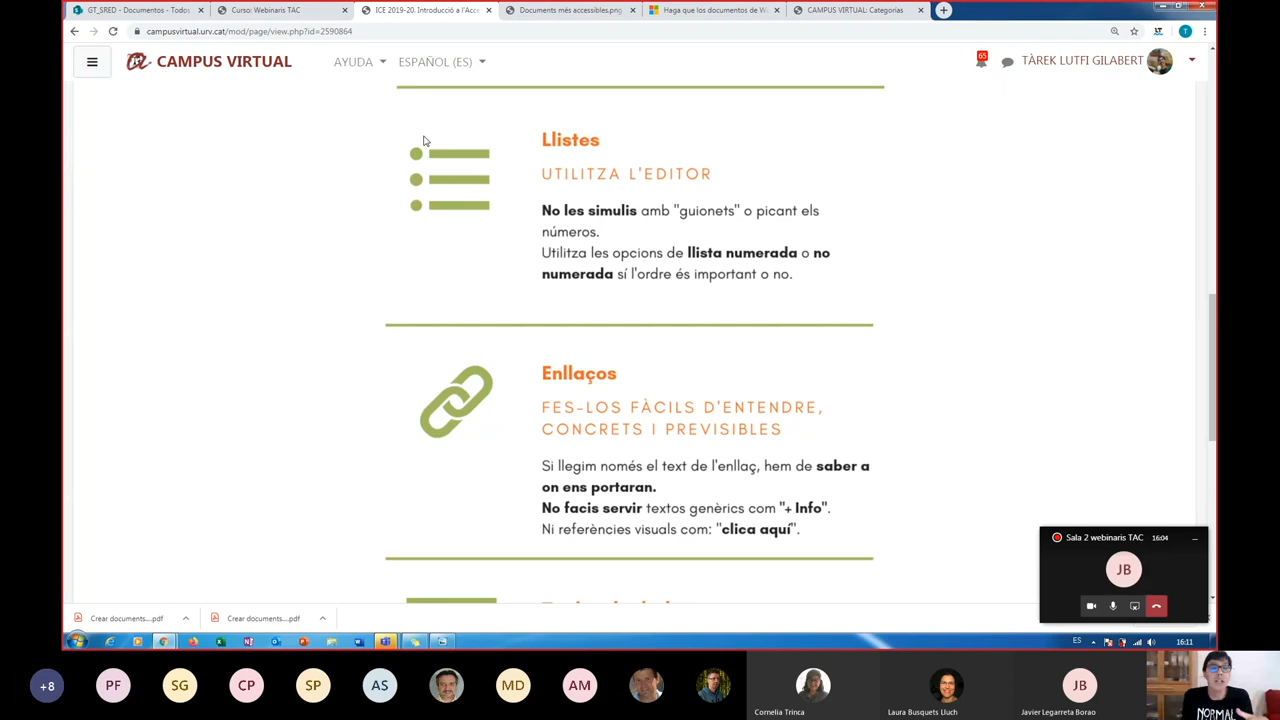 GT_SRED - Documentos - Todos
Curso: Webinaris TAC
ICE 2019-20. Introducció a l'Acce
Documents més accessibles.png
Haga que los documentos de W
CAMPUS VIRTUAL: Categorías
campusvirtual.urv.cat/mod/page/view.php?id=2590864
T
CAMPUS VIRTUAL
AYUDA
ESPAÑOL (ES)
65
TÀREK LUTFI GILABERT
Llistes
UTILITZA L'EDITOR
No les simulis amb "guionets" o picant els
números.
Utilitza les opcions de llista numerada o no
numerada sí l'ordre és important o no.
Enllaços
FES-LOS FÀCILS D'ENTENDRE,
CONCRETS I PREVISIBLES
Si llegim només el text de l'enllaç, hem de saber a
on ens portaran.
No facis servir textos genèrics com "+ Info".
Ni referències visuals com: "clica aquí".
Sala 2 webinaris TAC 16:04
JB
Crear documents....pdf
Crear documents....pdf
ES
16:11
+8
PF
SG
CP
SP
AS
MD
AM
Cornelia Trinca
Laura Busquets Lluch
JB
Javier Legarreta Borao
NORMAL